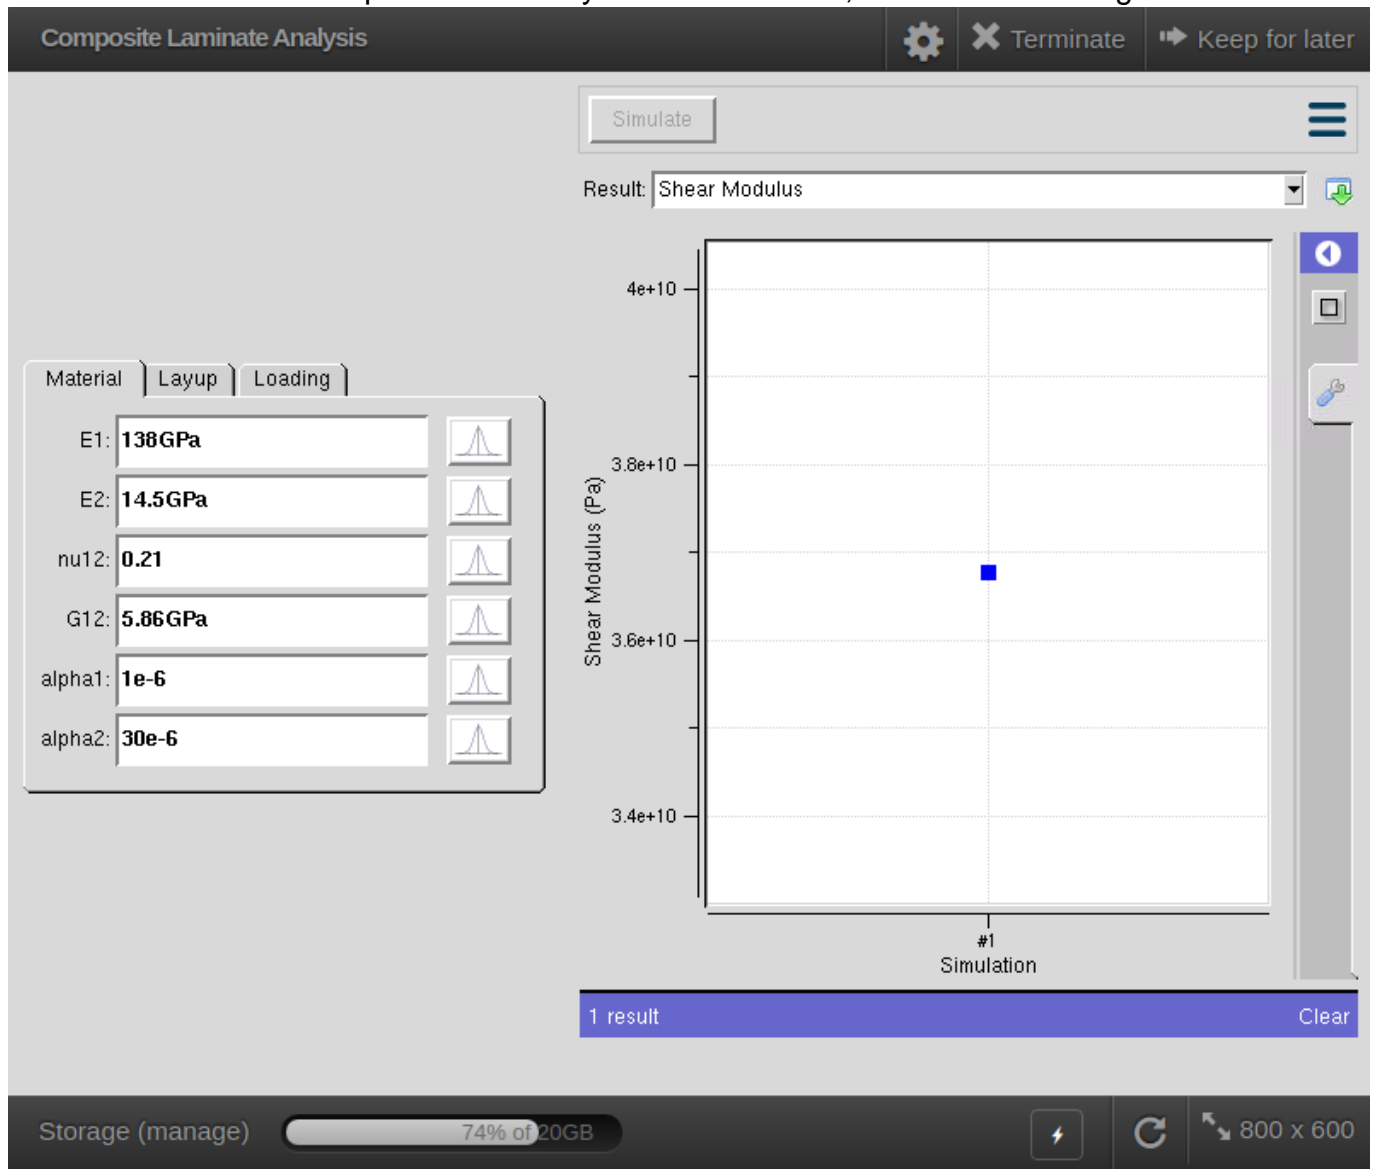 Composite Laminate Analysis
Terminate
Keep for later
Simulate
Result: Shear Modulus
Material Layup Loading
E1: 138GPa
E2: 14.5GPa
nu12: 0.21
G12: 5.86GPa
alpha1: 1e-6
alpha2: 30e-6
Shear Modulus (Pa)
4e+10
3.8e+10
3.6e+10
3.4e+10
#1
Simulation
1 result
Clear
Storage (manage)
74% of 20GB
800 x 600